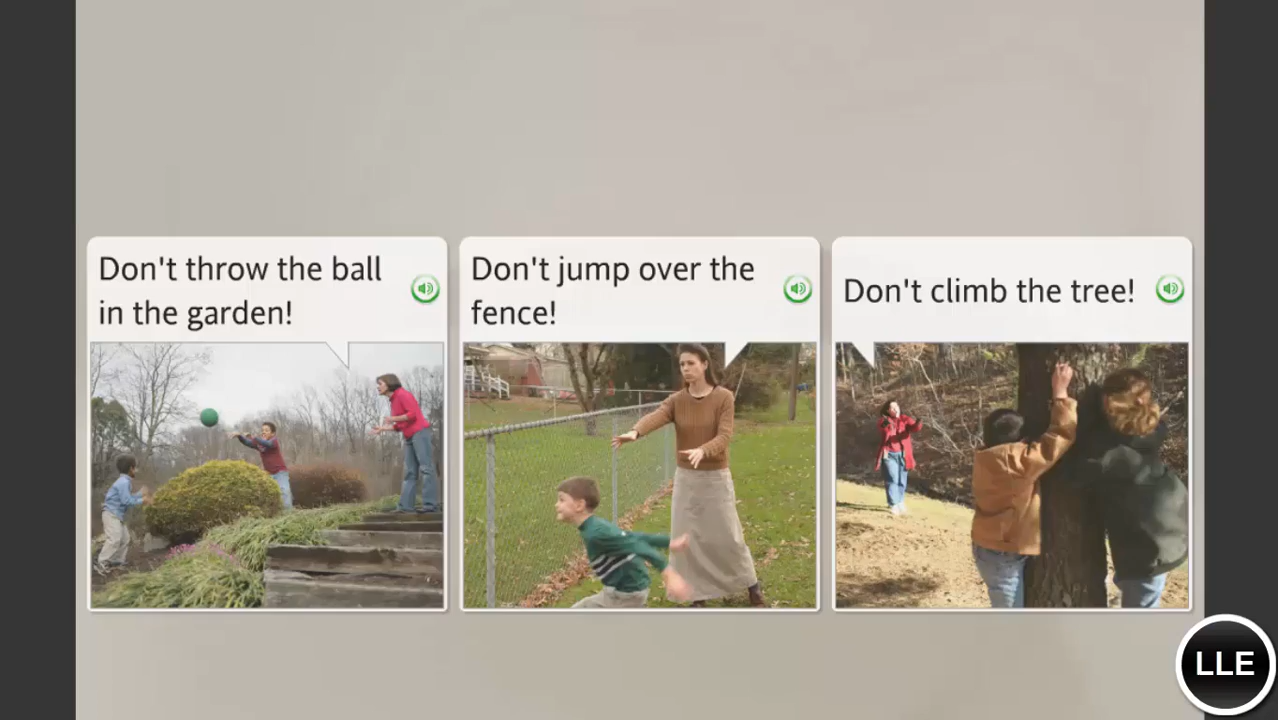 Don't throw the ball
in the garden!
Don't jump over the
fence!
Don't climb the tree!
LLE